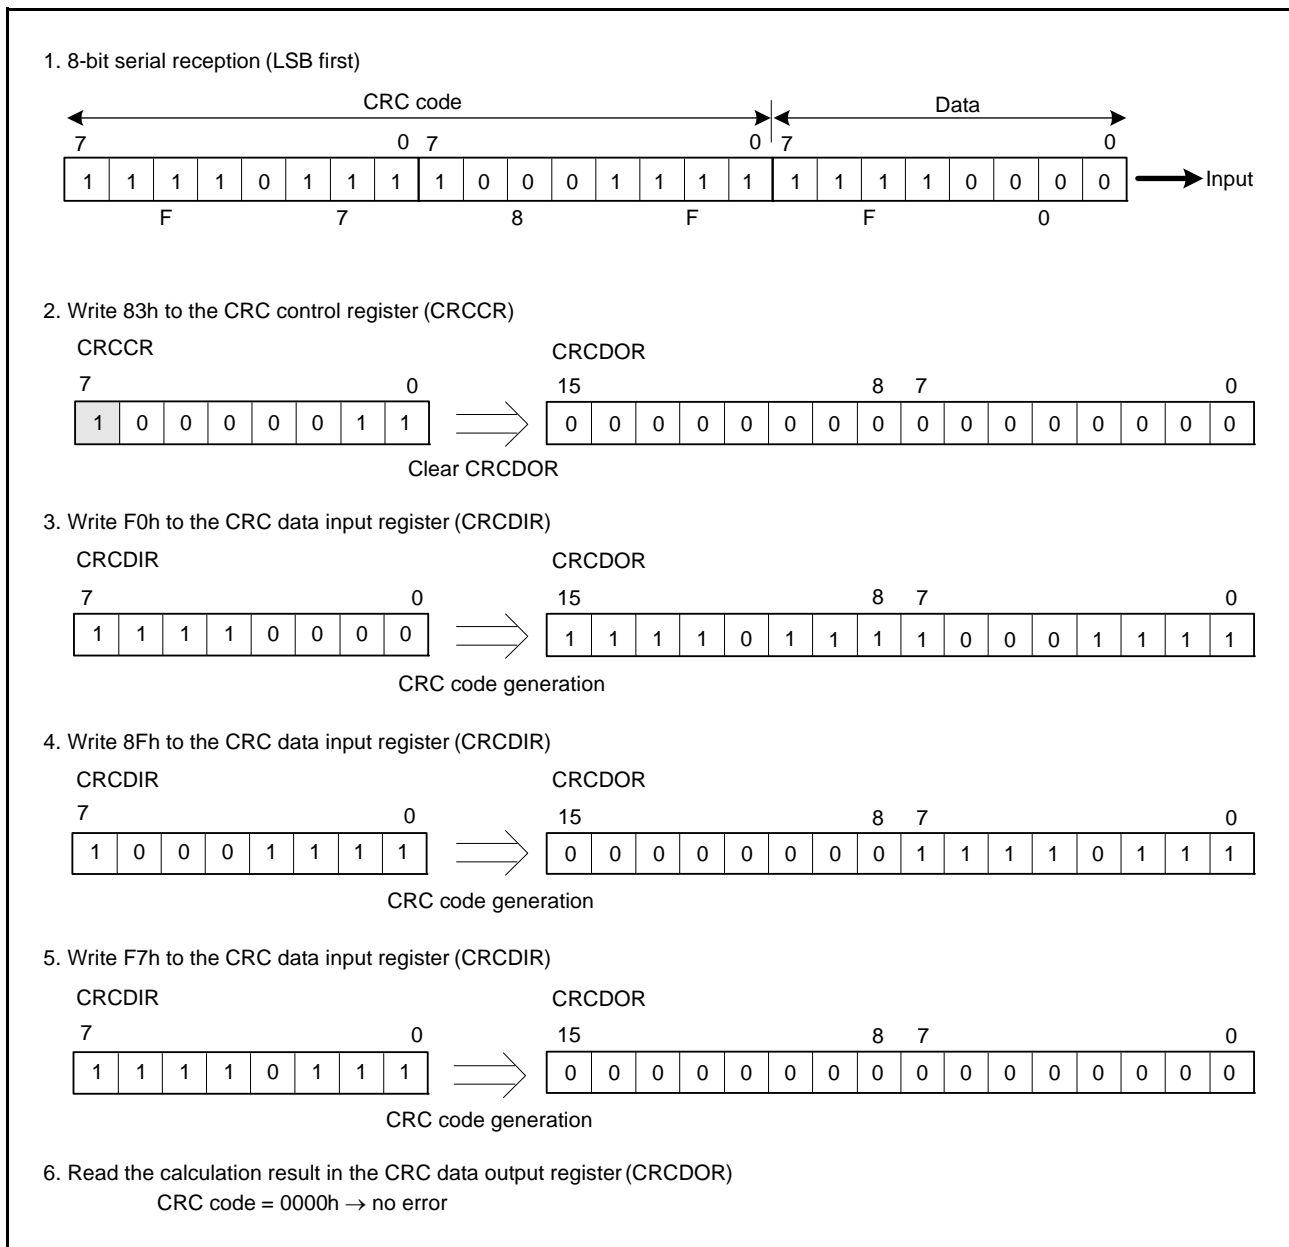 1. 8-bit serial reception (LSB first)
CRC code Data
7 0 7 0 7 0
1 1 1 1 0 1 1 1 1 0 0 0 1 1 1 1 1 1 1 1 0 0 0 0 Input
F 7 8 F F 0
2. Write 83h to the CRC control register (CRCCR)
CRCCR CRCDOR
7 0 15 8 7 0
1 0 0 0 0 0 1 1 0 0 0 0 0 0 0 0 0 0 0 0 0 0 0 0
Clear CRCDOR
3. Write F0h to the CRC data input register (CRCDIR)
CRCDIR CRCDOR
7 0 15 8 7 0
1 1 1 1 0 0 0 0 1 1 1 1 0 1 1 1 1 0 0 0 1 1 1 1
CRC code generation
4. Write 8Fh to the CRC data input register (CRCDIR)
CRCDIR CRCDOR
7 0 15 8 7 0
1 0 0 0 1 1 1 1 0 0 0 0 0 0 0 0 1 1 1 1 0 1 1 1
CRC code generation
5. Write F7h to the CRC data input register (CRCDIR)
CRCDIR CRCDOR
7 0 15 8 7 0
1 1 1 1 0 1 1 1 0 0 0 0 0 0 0 0 0 0 0 0 0 0 0 0
CRC code generation
6. Read the calculation result in the CRC data output register (CRCDOR)
CRC code = 0000h → no error